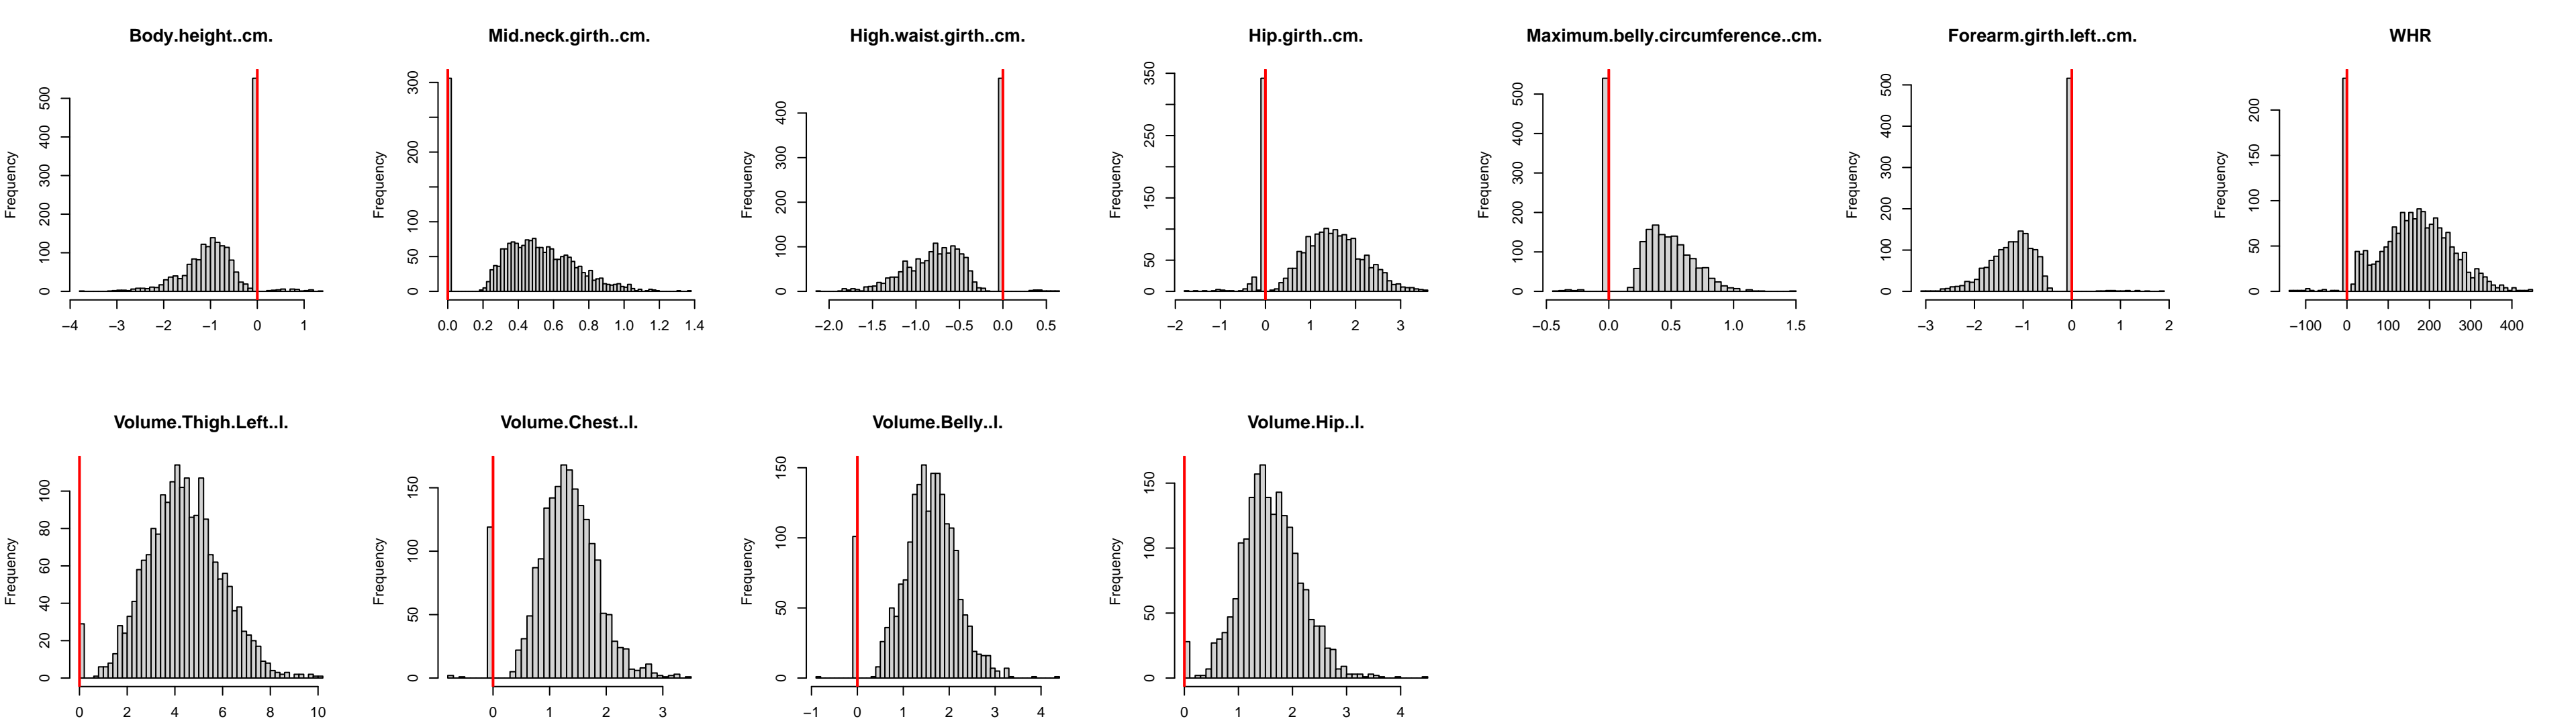 Body.height..cm.
Frequency
0 100 200 300 400 500
−4 −3 −2 −1 0 1
Mid.neck.girth..cm.
Frequency
0 50 100 200 300
0.0 0.2 0.4 0.6 0.8 1.0 1.2 1.4
High.waist.girth..cm.
Frequency
0 100 200 300 400
−2.0 −1.5 −1.0 −0.5 0.0 0.5
Hip.girth..cm.
Frequency
0 50 150 250 350
−2 −1 0 1 2 3
Maximum.belly.circumference..cm.
Frequency
0 100 200 300 400 500
−0.5 0.0 0.5 1.0 1.5
Forearm.girth.left..cm.
Frequency
0 100 200 300 400 500
−3 −2 −1 0 1 2
WHR
Frequency
0 50 100 150 200
−100 0 100 200 300 400
Volume.Thigh.Left..l.
Frequency
0 20 40 60 80 100
0 2 4 6 8 10
Volume.Chest..l.
Frequency
0 50 100 150
0 1 2 3
Volume.Belly..l.
Frequency
0 50 100 150
−1 0 1 2 3 4
Volume.Hip..l.
Frequency
0 50 100 150
0 1 2 3 4